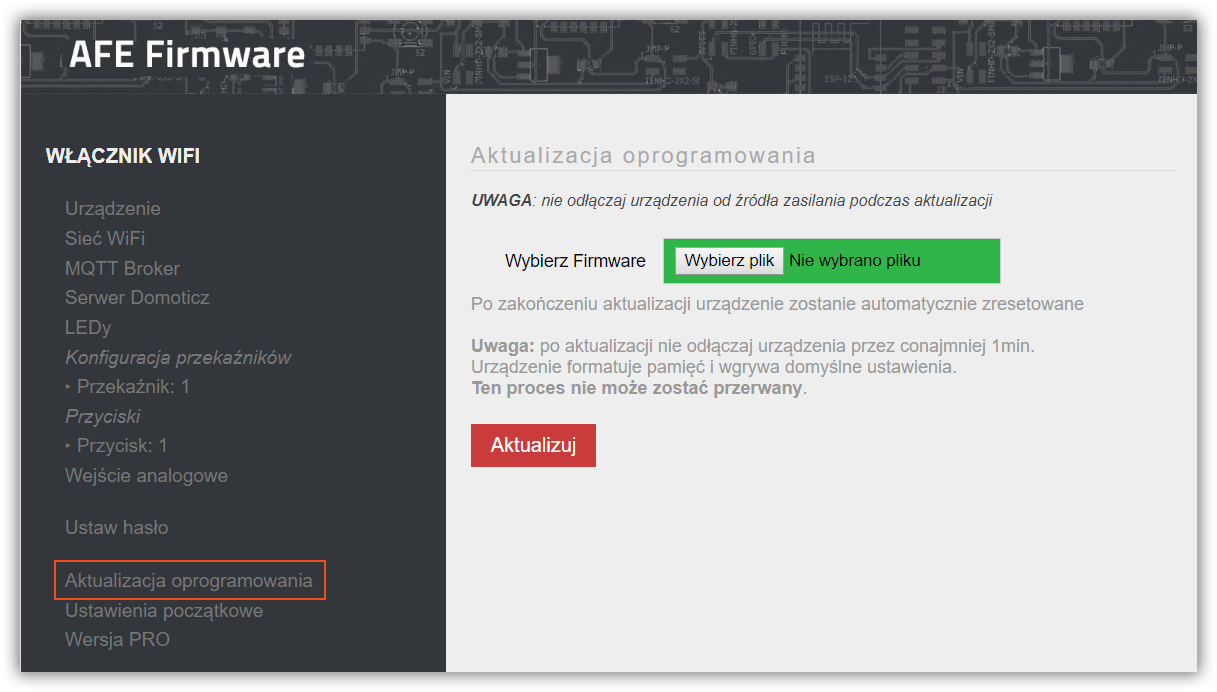 AFE Firmware
WŁĄCZNIK WIFI
Urządzenie
Sieć WiFi
MQTT Broker
Serwer Domoticz
LEDy
Konfiguracja przekaźników
‣ Przekaźnik: 1
Przyciski
‣ Przycisk: 1
Wejście analogowe
Ustaw hasło
Aktualizacja oprogramowania
Ustawienia początkowe
Wersja PRO
Aktualizacja oprogramowania
UWAGA: nie odłączaj urządzenia od źródła zasilania podczas aktualizacji
Wybierz Firmware Wybierz plik Nie wybrano pliku
Po zakończeniu aktualizacji urządzenie zostanie automatycznie zresetowane
Uwaga: po aktualizacji nie odłączaj urządzenia przez conajmniej 1min.
Urządzenie formatuje pamięć i wgrywa domyślne ustawienia.
Ten proces nie może zostać przerwany.
Aktualizuj